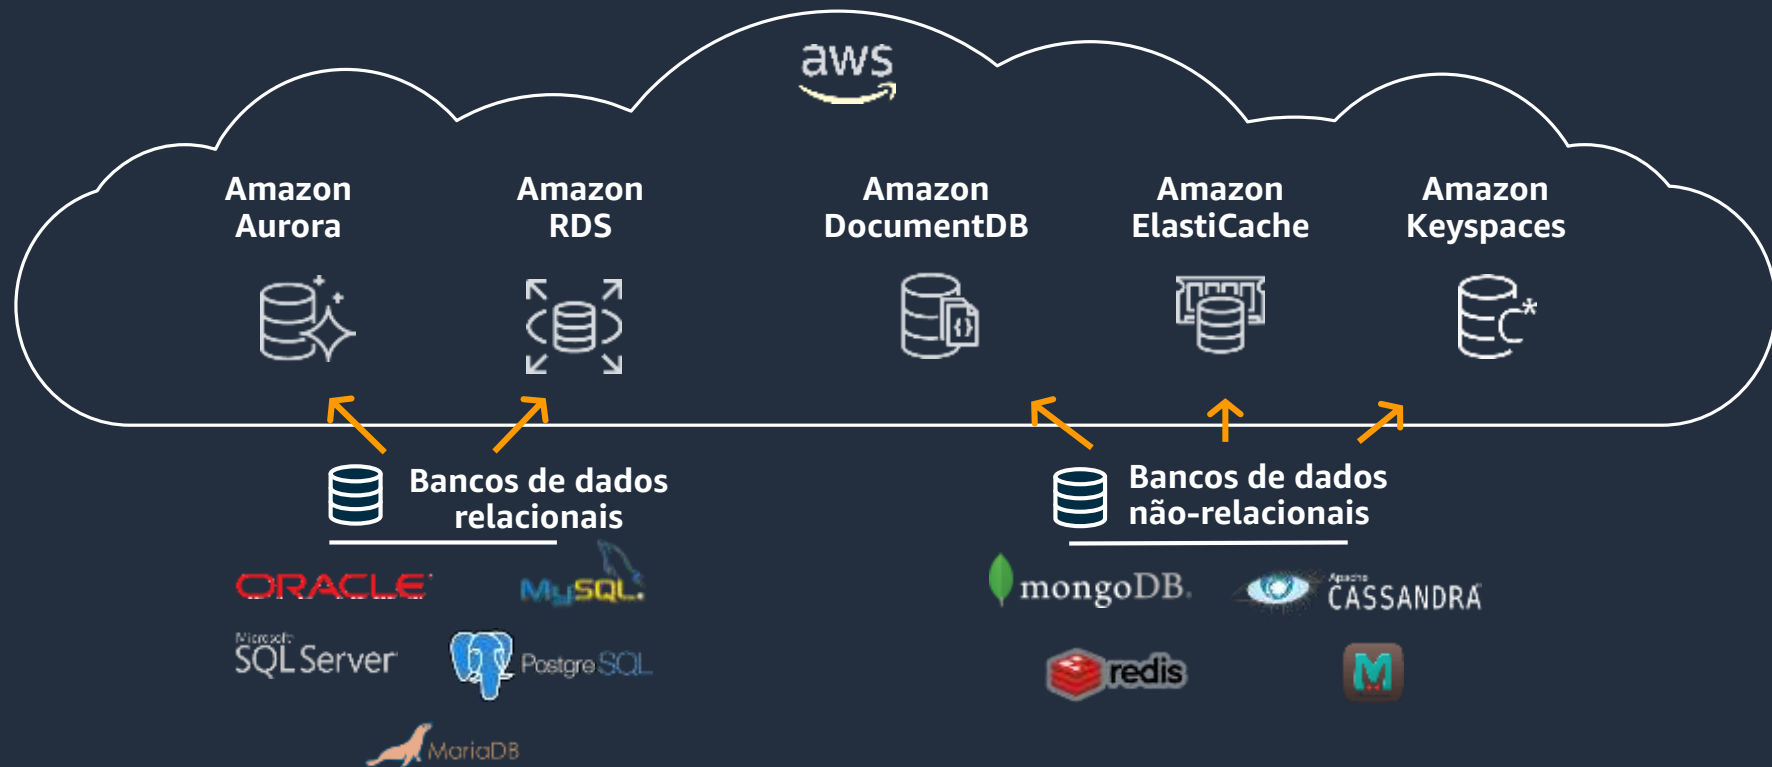 aws
Amazon
Aurora
Amazon
RDS
Amazon
DocumentDB
Amazon
ElastiCache
Amazon
Keyspaces
{}
C*
Bancos de dados
relacionais
Bancos de dados
não-relacionais
ORACLE
MySQL.
mongoDB.
Apache
CASSANDRA
Microsoft
SQL Server
PostgreSQL
redis
M
MariaDB